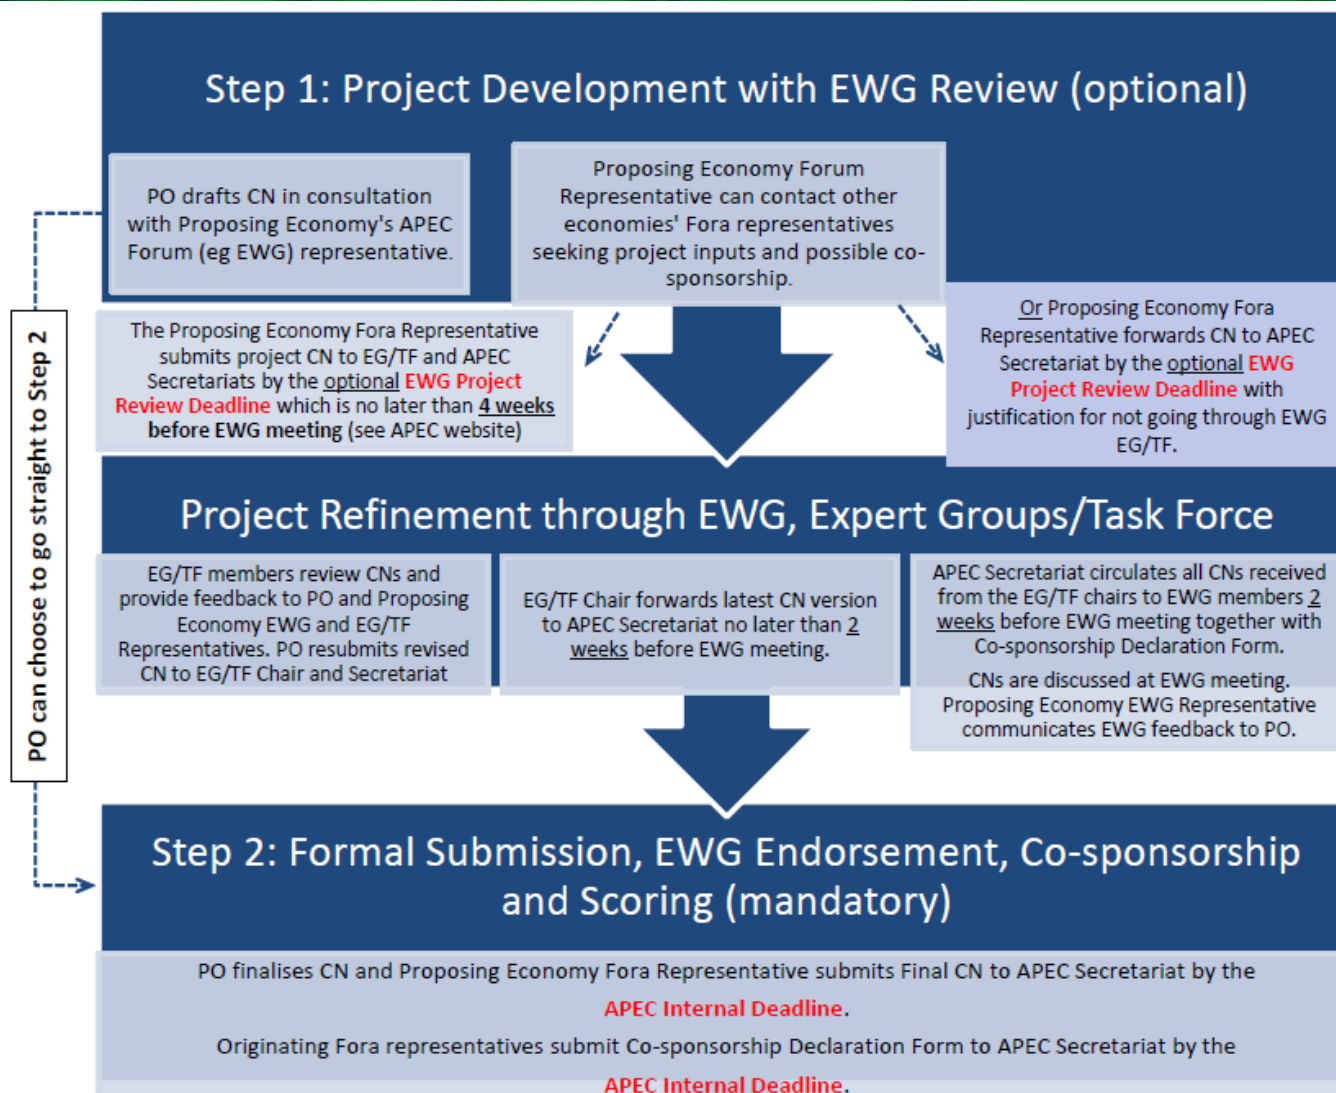 Step 1: Project Development with EWG Review (optional)
PO drafts CN in consultation
with Proposing Economy's APEC
Forum (eg EWG) representative.
Proposing Economy Forum
Representative can contact other
economies' Fora representatives
seeking project inputs and possible co-
sponsorship.
PO can choose to go straight to Step 2
The Proposing Economy Fora Representative
submits project CN to EG/TF and APEC
Secretariats by the optional EWG Project
Review Deadline which is no later than 4 weeks
before EWG meeting (see APEC website)
Or Proposing Economy Fora
Representative forwards CN to APEC
Secretariat by the optional EWG
Project Review Deadline with
justification for not going through EWG
EG/TF.
Project Refinement through EWG, Expert Groups/Task Force
EG/TF members review CNs and
provide feedback to PO and Proposing
Economy EWG and EG/TF
Representatives. PO resubmits revised
CN to EG/TF Chair and Secretariat
EG/TF Chair forwards latest CN version
to APEC Secretariat no later than 2
weeks before EWG meeting.
APEC Secretariat circulates all CNs received
from the EG/TF chairs to EWG members 2
weeks before EWG meeting together with
Co-sponsorship Declaration Form.
CNs are discussed at EWG meeting.
Proposing Economy EWG Representative
communicates EWG feedback to PO.
Step 2: Formal Submission, EWG Endorsement, Co-sponsorship
and Scoring (mandatory)
PO finalises CN and Proposing Economy Fora Representative submits Final CN to APEC Secretariat by the
APEC Internal Deadline.
Originating Fora representatives submit Co-sponsorship Declaration Form to APEC Secretariat by the
APEC Internal Deadline.